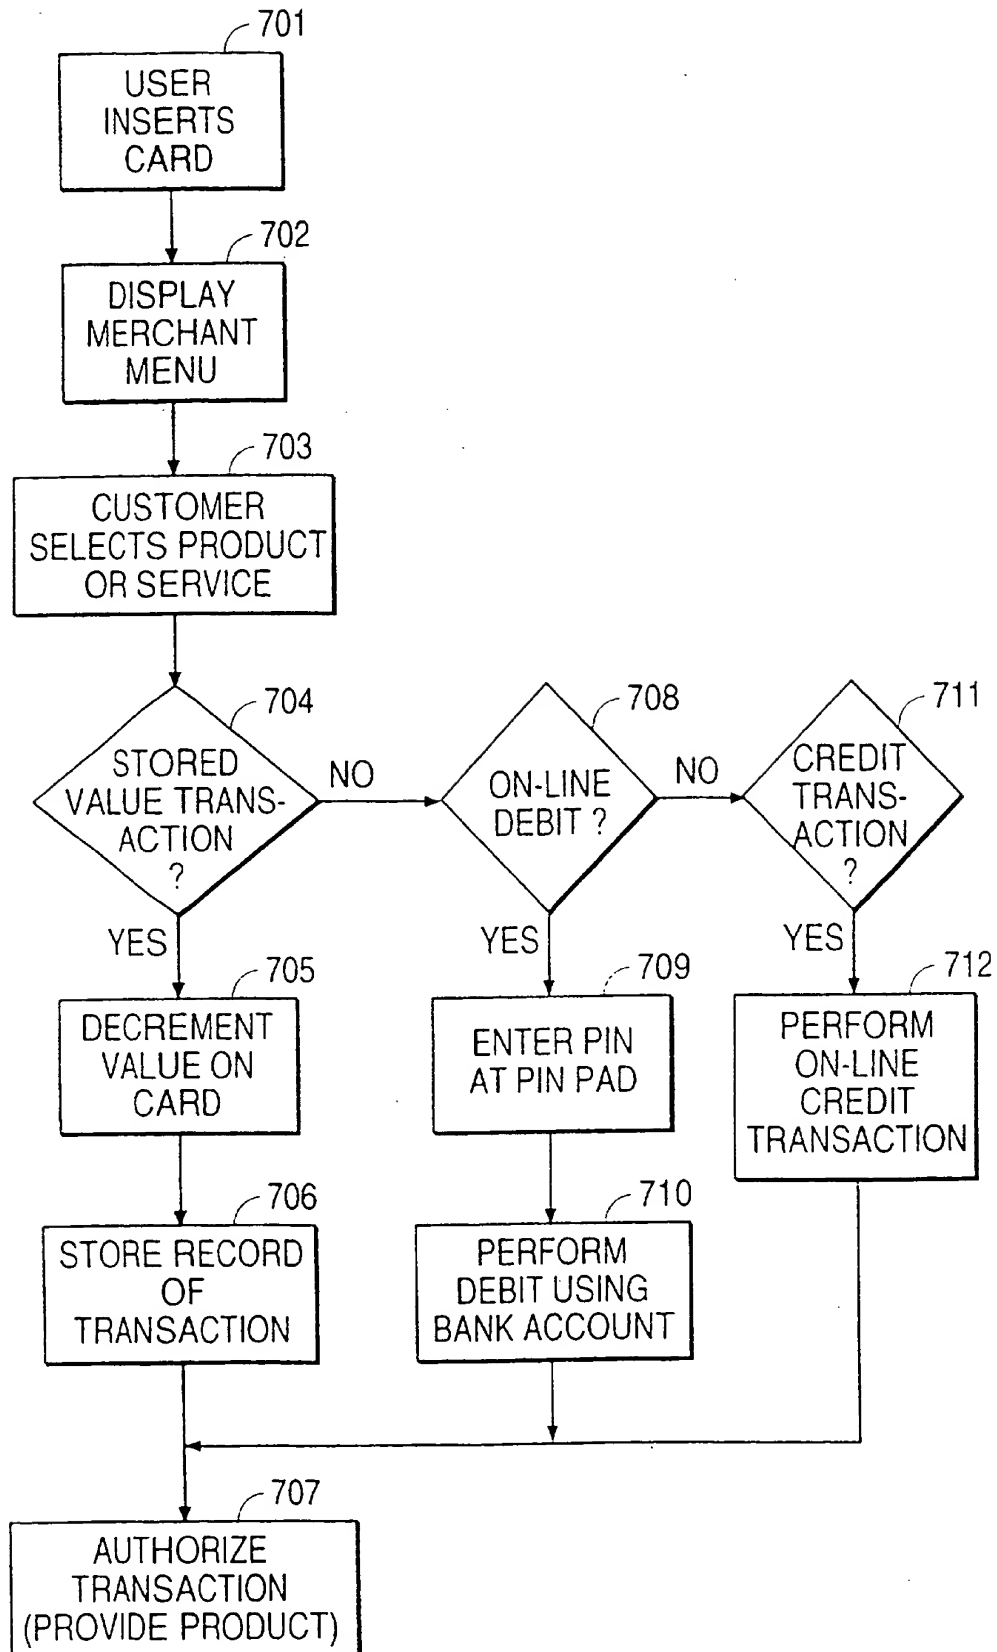 701
USER
INSERTS
CARD
702
DISPLAY
MERCHANT
MENU
703
CUSTOMER
SELECTS PRODUCT
OR SERVICE
704
STORED
VALUE TRANS-
ACTION
?
NO
708
ON-LINE
DEBIT ?
NO
711
CREDIT
TRANS-
ACTION
?
YES
705
DECREMENT
VALUE ON
CARD
706
STORE RECORD
OF
TRANSACTION
YES
709
ENTER PIN
AT PIN PAD
710
PERFORM
DEBIT USING
BANK ACCOUNT
YES
712
PERFORM
ON-LINE
CREDIT
TRANSACTION
707
AUTHORIZE
TRANSACTION
(PROVIDE PRODUCT)